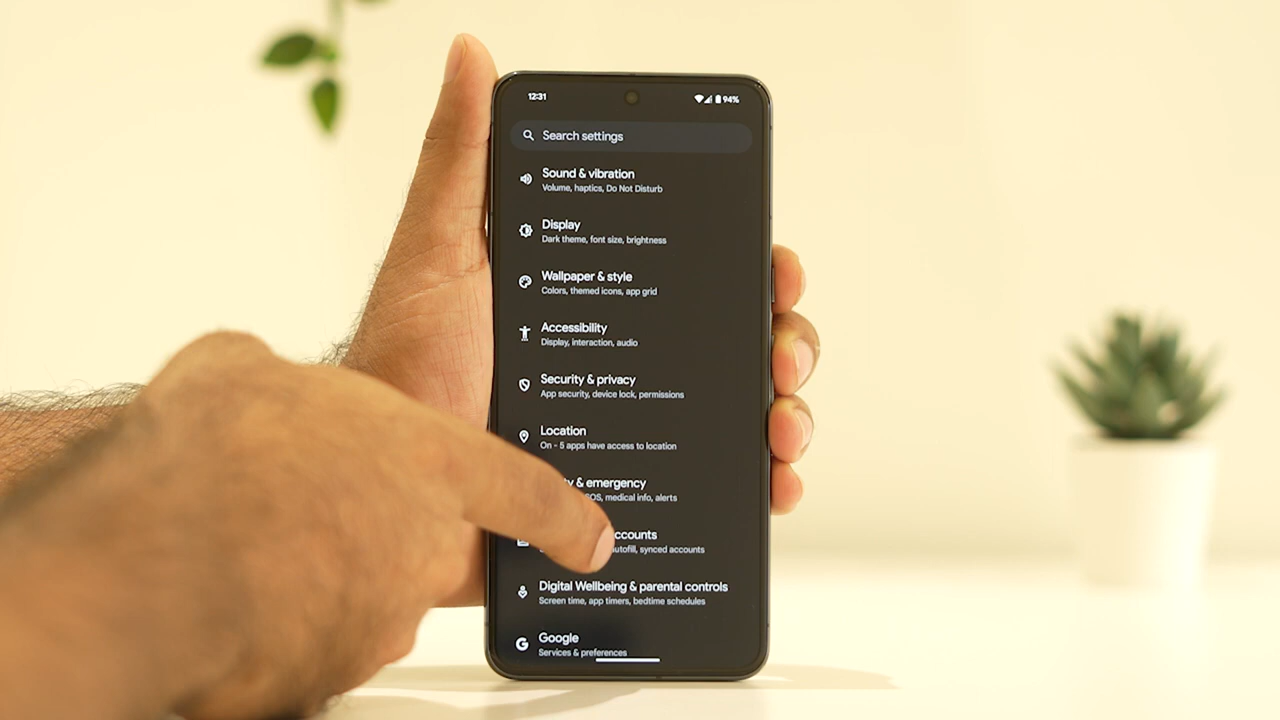 12:31
94%
Search settings
Sound & vibration
Volume, haptics, Do Not Disturb
Display
Dark theme, font size, brightness
Wallpaper & style
Colors, themed icons, app grid
Accessibility
Display, interaction, audio
Security & privacy
App security, device lock, permissions
Location
On - 5 apps have access to location
& emergency
SOS, medical info, alerts
ccounts
autofill, synced accounts
Digital Wellbeing & parental controls
Screen time, app timers, bedtime schedules
Google
Services & preferences